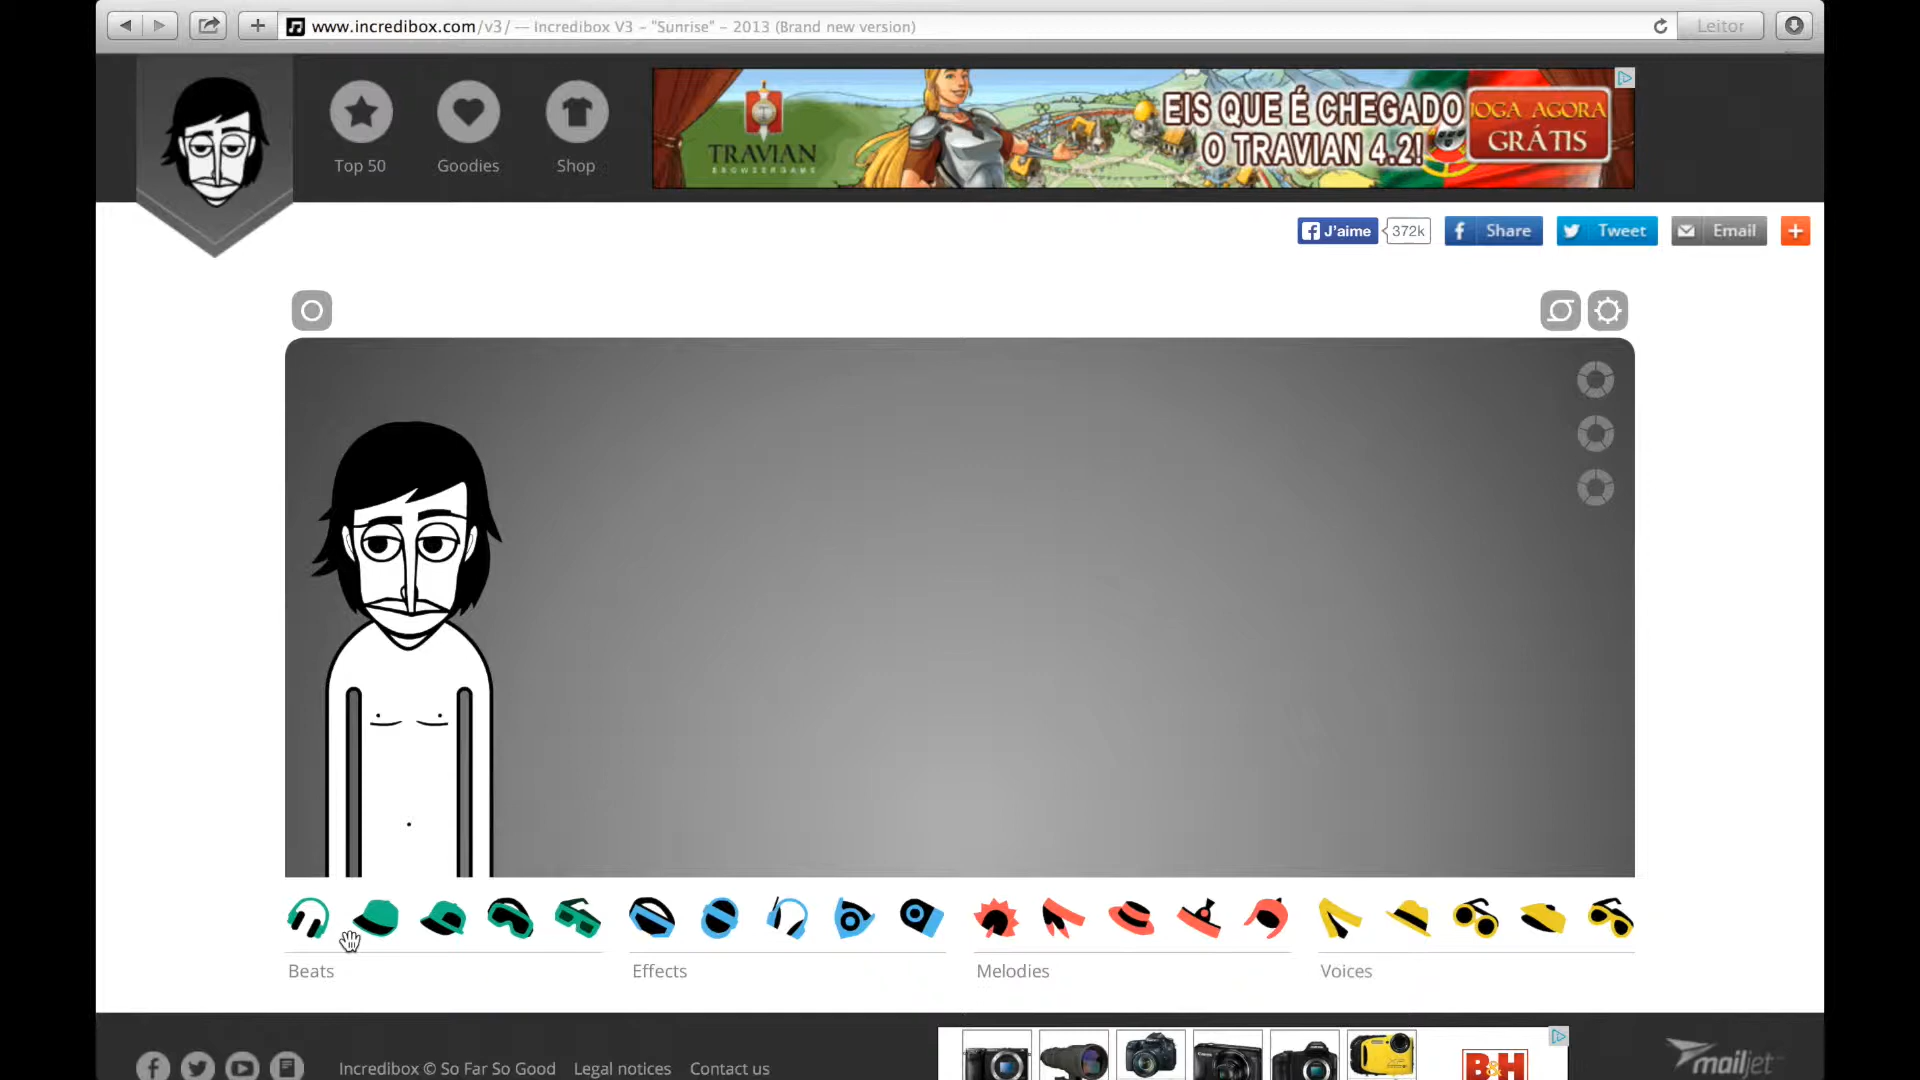 www.incredibox.com/v3/ — Incredibox V3 - "Sunrise" - 2013 (Brand new version)
Leitor
Top 50
Goodies
Shop
TRAVIAN
BROWSERGAME
EIS QUE É CHEGADO
O TRAVIAN 4.2!
JOGA AGORA
GRÁTIS
J'aime
372k
Share
Tweet
Email
Beats
Effects
Melodies
Voices
Incredibox © So Far So Good
Legal notices
Contact us
B&H
mailjet